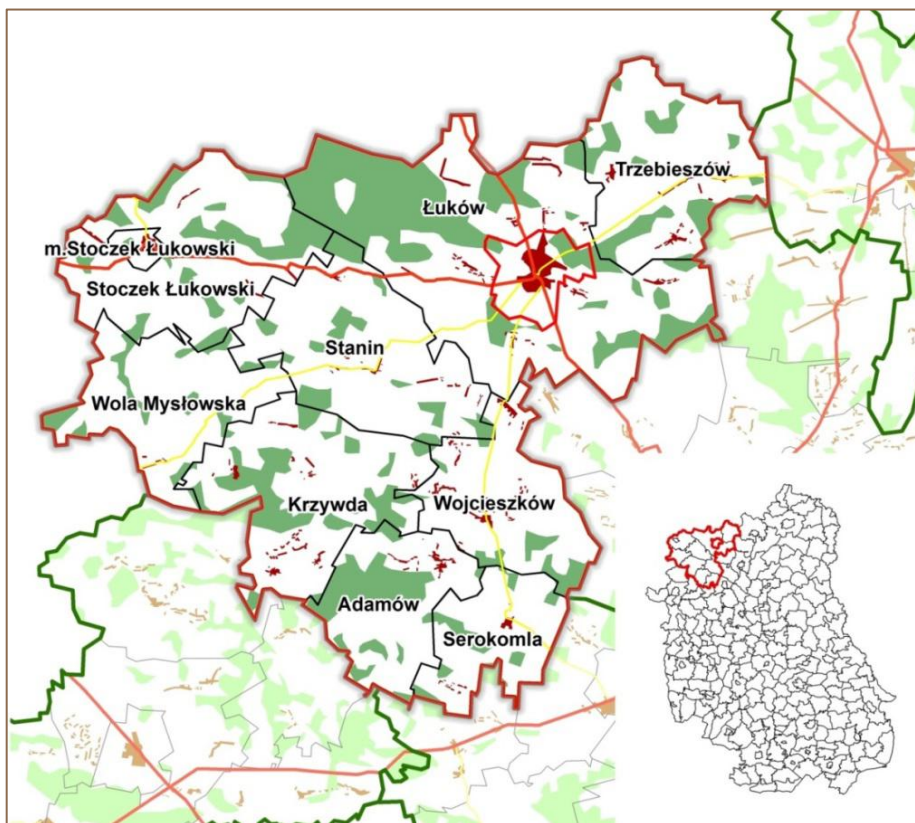 Trzebieszów
Łuków
m.Stoczek Łukowski
Stoczek Łukowski
Stanin
Wola Mysłowska
Krzywda
Wojcieszków
Adamów
Serokomla